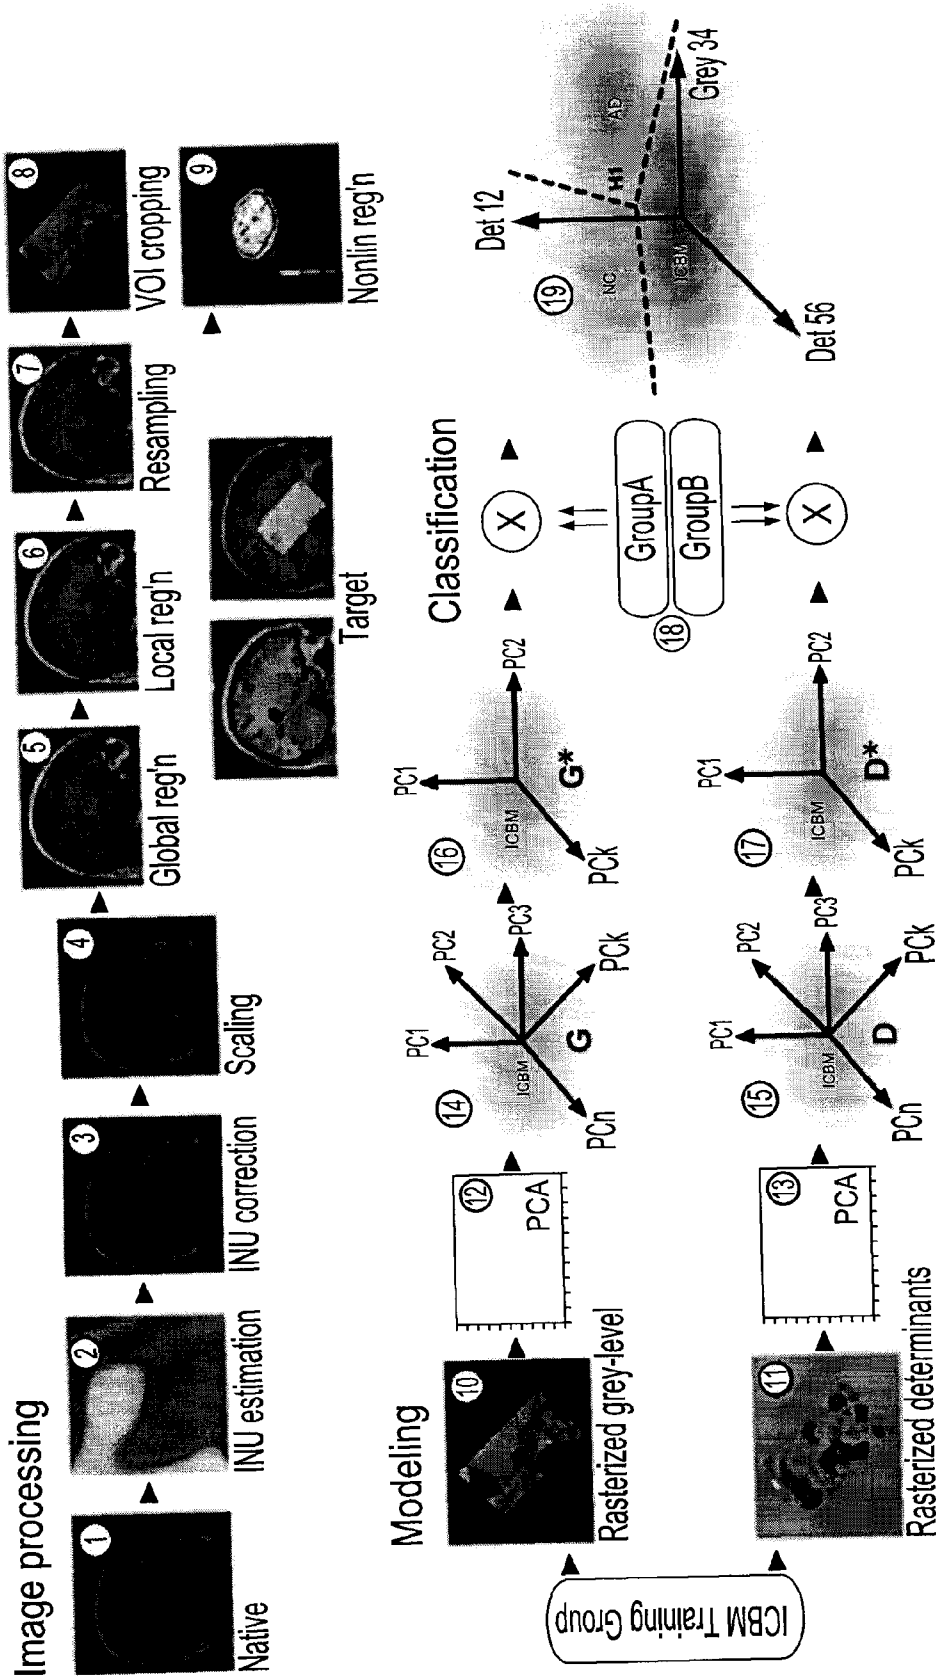 Image processing
1
Native
2
INU estimation
3
INU correction
4
Scaling
5
Global reg'n
6
Local reg'n
7
Resampling
8
VOI cropping
9
Nonlin reg'n
Target
Modeling
ICBM Training Group
10
Rasterized grey-level
12
PCA
14
PC1
PC2
PC3
PCk
PCn
ICBM
G
16
PC1
PC2
PCk
ICBM
G*
11
Rasterized determinants
13
PCA
15
PC1
PC2
PC3
PCk
PCn
ICBM
D
17
PC1
PC2
PCk
ICBM
D*
Classification
X
GroupA
GroupB
18
X
19
Det 12
Grey 34
Det 56
NC
AD
H1
ICBM